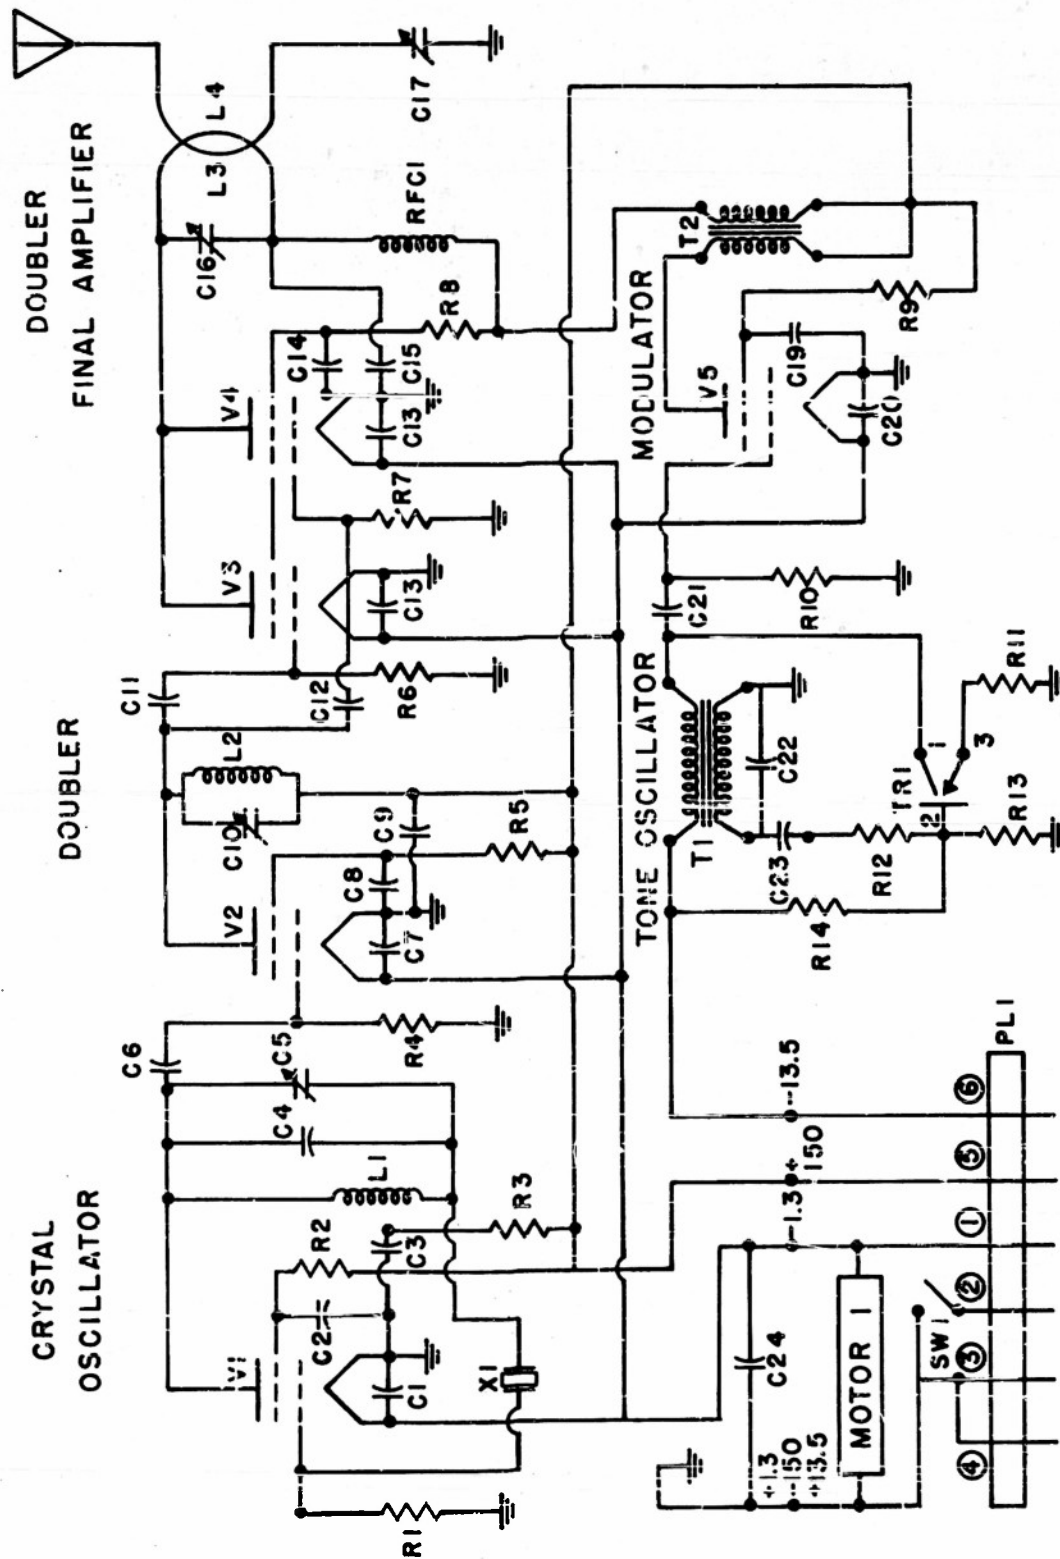 CRYSTAL
OSCILLATOR
DOUBLER
DOUBLER
FINAL AMPLIFIER
C6
C11
V1
V2
V3
V4
L1
L2
L3
L4
C1
C2
C3
C4
C5
C7
C8
C9
C10
C12
C13
C13
C14
C15
C16
C17
R1
R2
R3
R4
R5
R6
R7
R8
RFC1
X1
TONE OSCILLATOR
MODULATOR
T1
T2
V5
C19
C20
C21
C22
C23
R9
R10
R11
R12
R13
R14
TR1
1
2
3
+1.3
-150
+13.5
C24
MOTOR 1
SW1
-1.3
+
150
-13.5
4
3
2
1
5
6
PL1